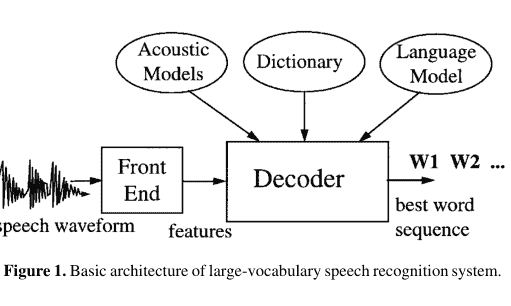 Acoustic
Models
Dictionary
Language
Model
Front
End
Decoder
W1 W2 ...
speech waveform
features
best word
sequence
Figure 1. Basic architecture of large-vocabulary speech recognition system.